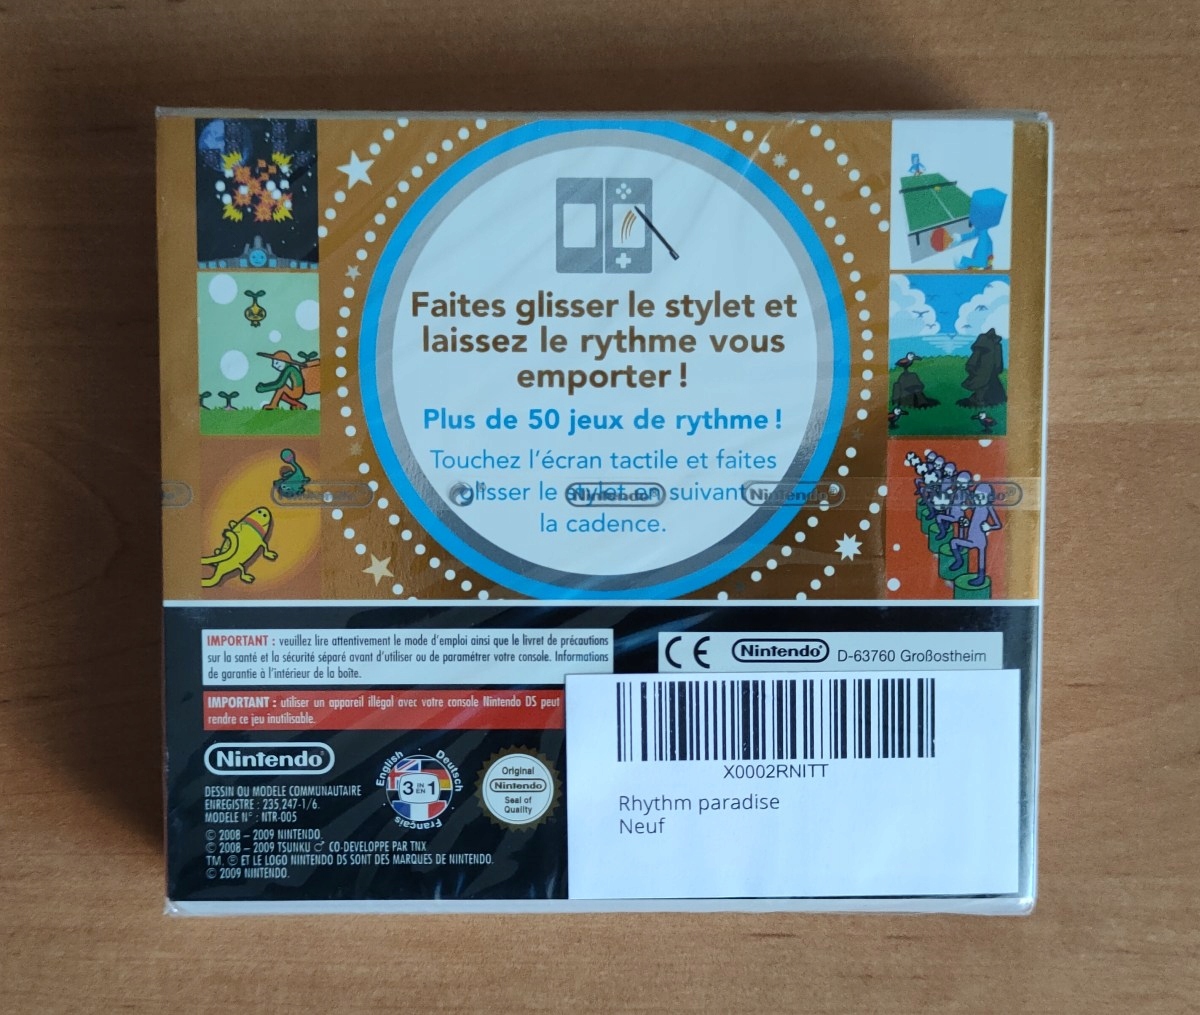 Faites glisser le stylet et
laissez le rythme vous
emporter !
Plus de 50 jeux de rythme !
Touchez l'écran tactile et faites
glisser le stylet en suivant
la cadence.
Nintendo®
Nintendo®
Nintendo®
Nintendo®
IMPORTANT : veuillez lire attentivement le mode d'emploi ainsi que le livret de précautions
sur la santé et la sécurité séparé avant d'utiliser ou de paramétrer votre console. Informations
de garantie à l'intérieur de la boîte.
IMPORTANT : utiliser un appareil illégal avec votre console Nintendo DS peut
rendre ce jeu inutilisable.
CE Nintendo® D-63760 Großostheim
X0002RNITT
Rhythm paradise
Neuf
Nintendo®
English
Deutsch
3 IN EN 1
Français
Original
Nintendo®
Seal of
Quality
DESSIN OU MODELE COMMUNAUTAIRE
ENREGISTRE : 235.247-1/6.
MODELE N° : NTR-005
© 2008 – 2009 NINTENDO.
© 2008 – 2009 TSUNKU ♂ CO-DEVELOPPE PAR TNX
TM, ® ET LE LOGO NINTENDO DS SONT DES MARQUES DE NINTENDO.
© 2009 NINTENDO.